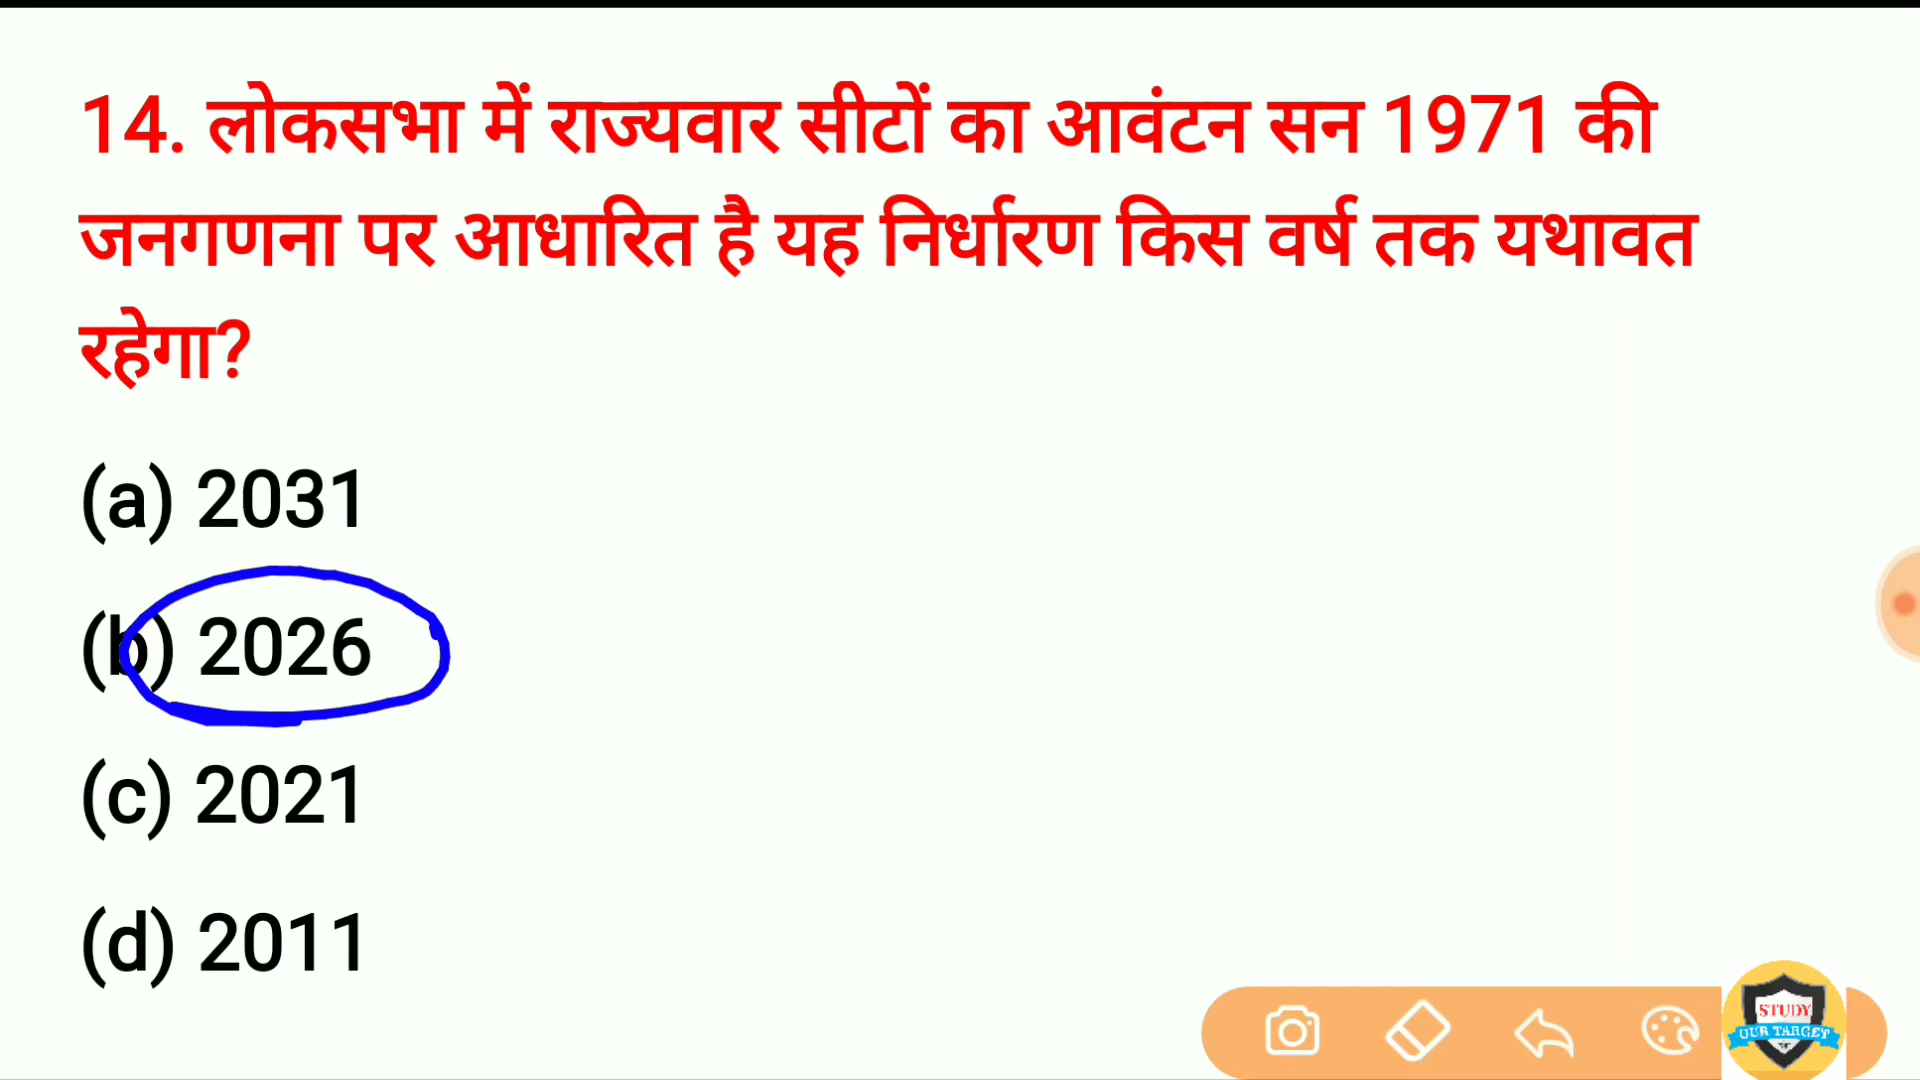 14. लोकसभा में राज्यवार सीटों का आवंटन सन 1971 की
जनगणना पर आधारित है यह निर्धारण किस वर्ष तक यथावत
रहेगा?
(a) 2031
(b) 2026
(c) 2021
(d) 2011
STUDY
OUR TARGET